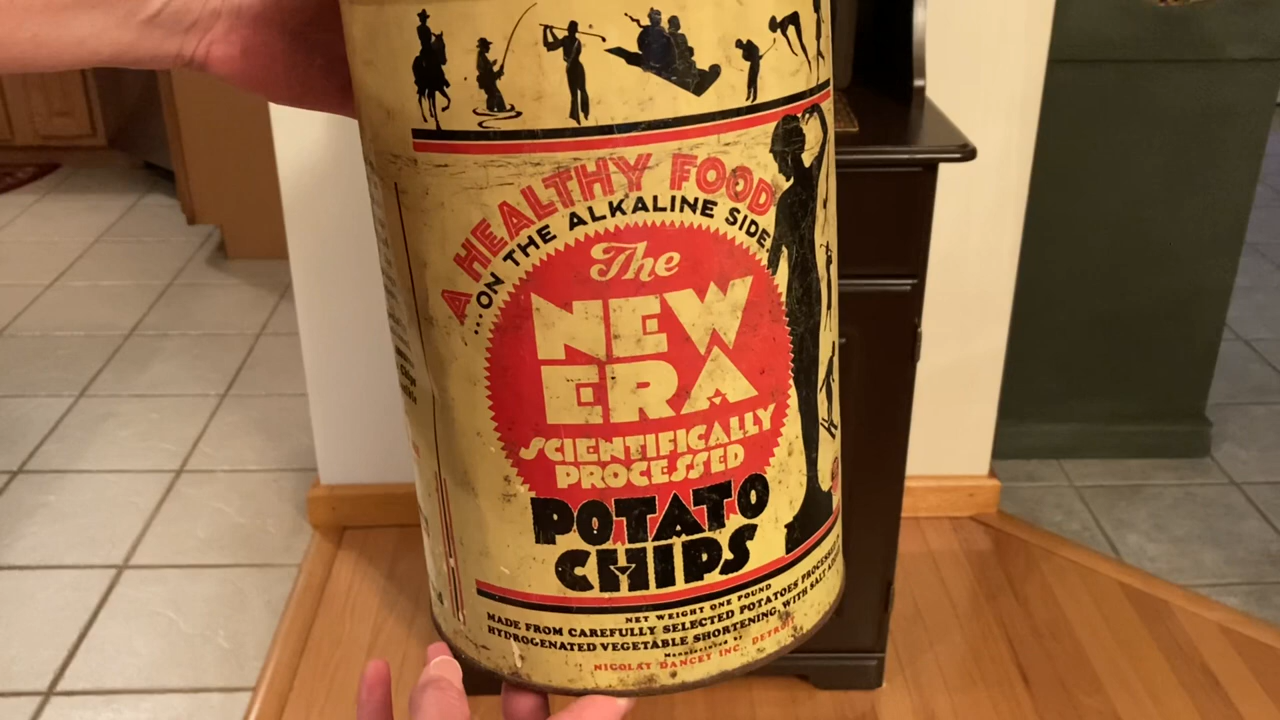 A HEALTHY FOOD
...ON THE ALKALINE SIDE
The
NEW
ERA
SCIENTIFICALLY
PROCESSED
POTATO
CHIPS
NET WEIGHT ONE POUND
MADE FROM CAREFULLY SELECTED POTATOES PROCESSED
HYDROGENATED VEGETABLE SHORTENING, WITH SALT
Manufactured by
NICOLAY DANCEY INC., DETROIT
Chips